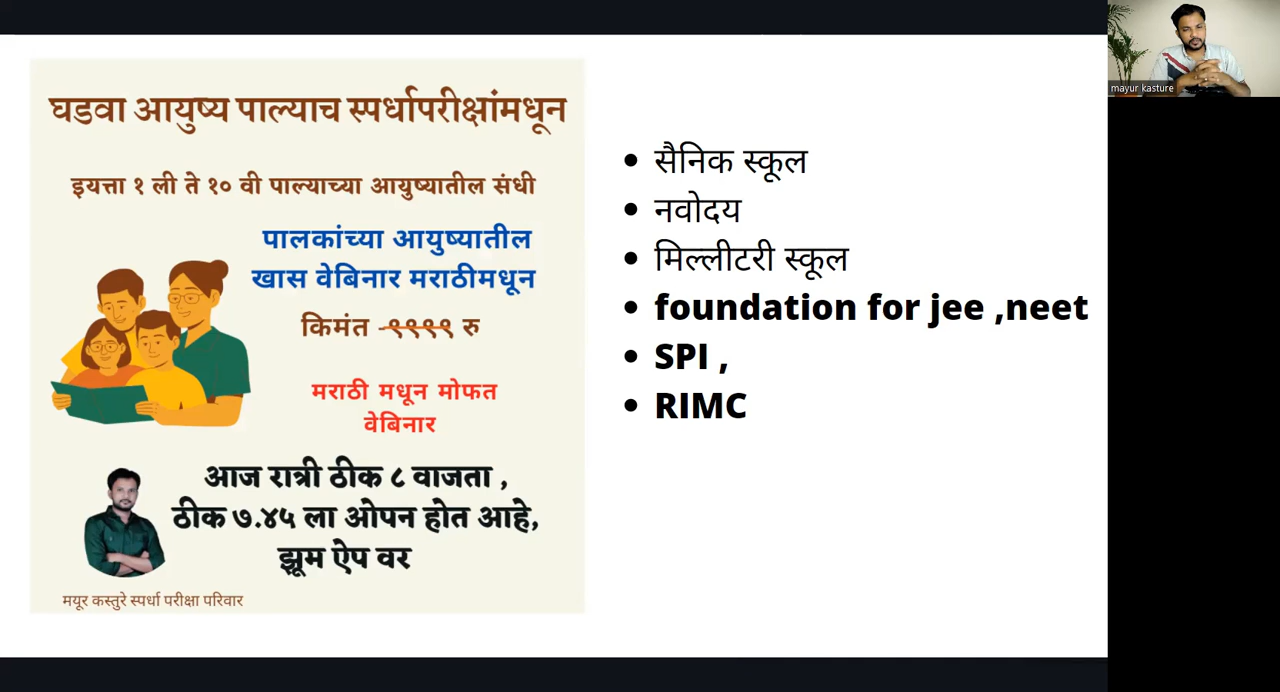 घडवा आयुष्य पाल्याच स्पर्धापरीक्षांमधून
इयत्ता १ ली ते १० वी पाल्याच्या आयुष्यातील संधी
पालकांच्या आयुष्यातील
खास वेबिनार मराठीमधून
किमंत -१९९९ रु
मराठी मधून मोफत
वेबिनार
आज रात्री ठीक ८ वाजता ,
ठीक ७.४५ ला ओपन होत आहे,
झूम ऐप वर
मयूर कस्तुरे स्पर्धा परीक्षा परिवार
• सैनिक स्कूल
• नवोदय
• मिल्लीटरी स्कूल
• foundation for jee ,neet
• SPI ,
• RIMC
mayur kasture